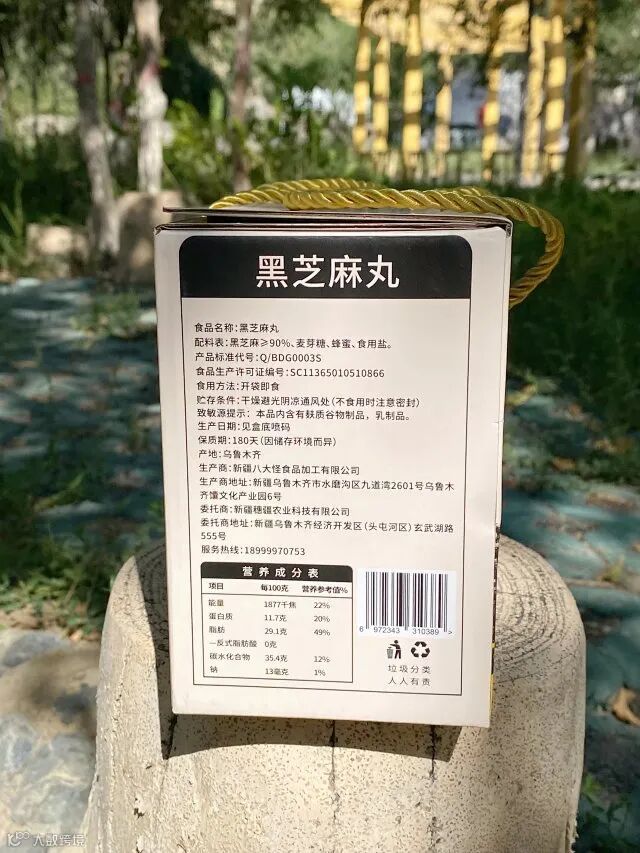 黑芝麻丸
食品名称:黑芝麻丸
配料表:黑芝麻≥90%、麦芽糖、蜂蜜、食用盐。
产品标准代号:Q/BDG0003S
食品生产许可证编号:SC11365010510866
食用方法:开袋即食
贮存条件:干燥避光阴凉通风处(不食用时注意密封)
致敏源提示:本品内含有麸质谷物制品,乳制品。
生产日期:见盒底喷码
保质期:180天(因储存环境而异)
产地:乌鲁木齐
生产商:新疆八大怪食品加工有限公司
生产商地址:新疆乌鲁木齐市水磨沟区九道湾2601号乌鲁木
齐馕文化产业园6号
委托商:新疆穗疆农业科技有限公司
委托商地址:新疆乌鲁木齐经济开发区(头屯河区)玄武湖路
555号
服务热线:18999970753
营养成分表
项目 每100克 营养参考值%
能量 1877千焦 22%
蛋白质 11.7克 20%
脂肪 29.1克 49%
—反式脂肪酸 0克
碳水化合物 35.4克 12%
钠 13毫克 1%
6 972343 310389 >
垃圾分类
人人有责
大数跨境